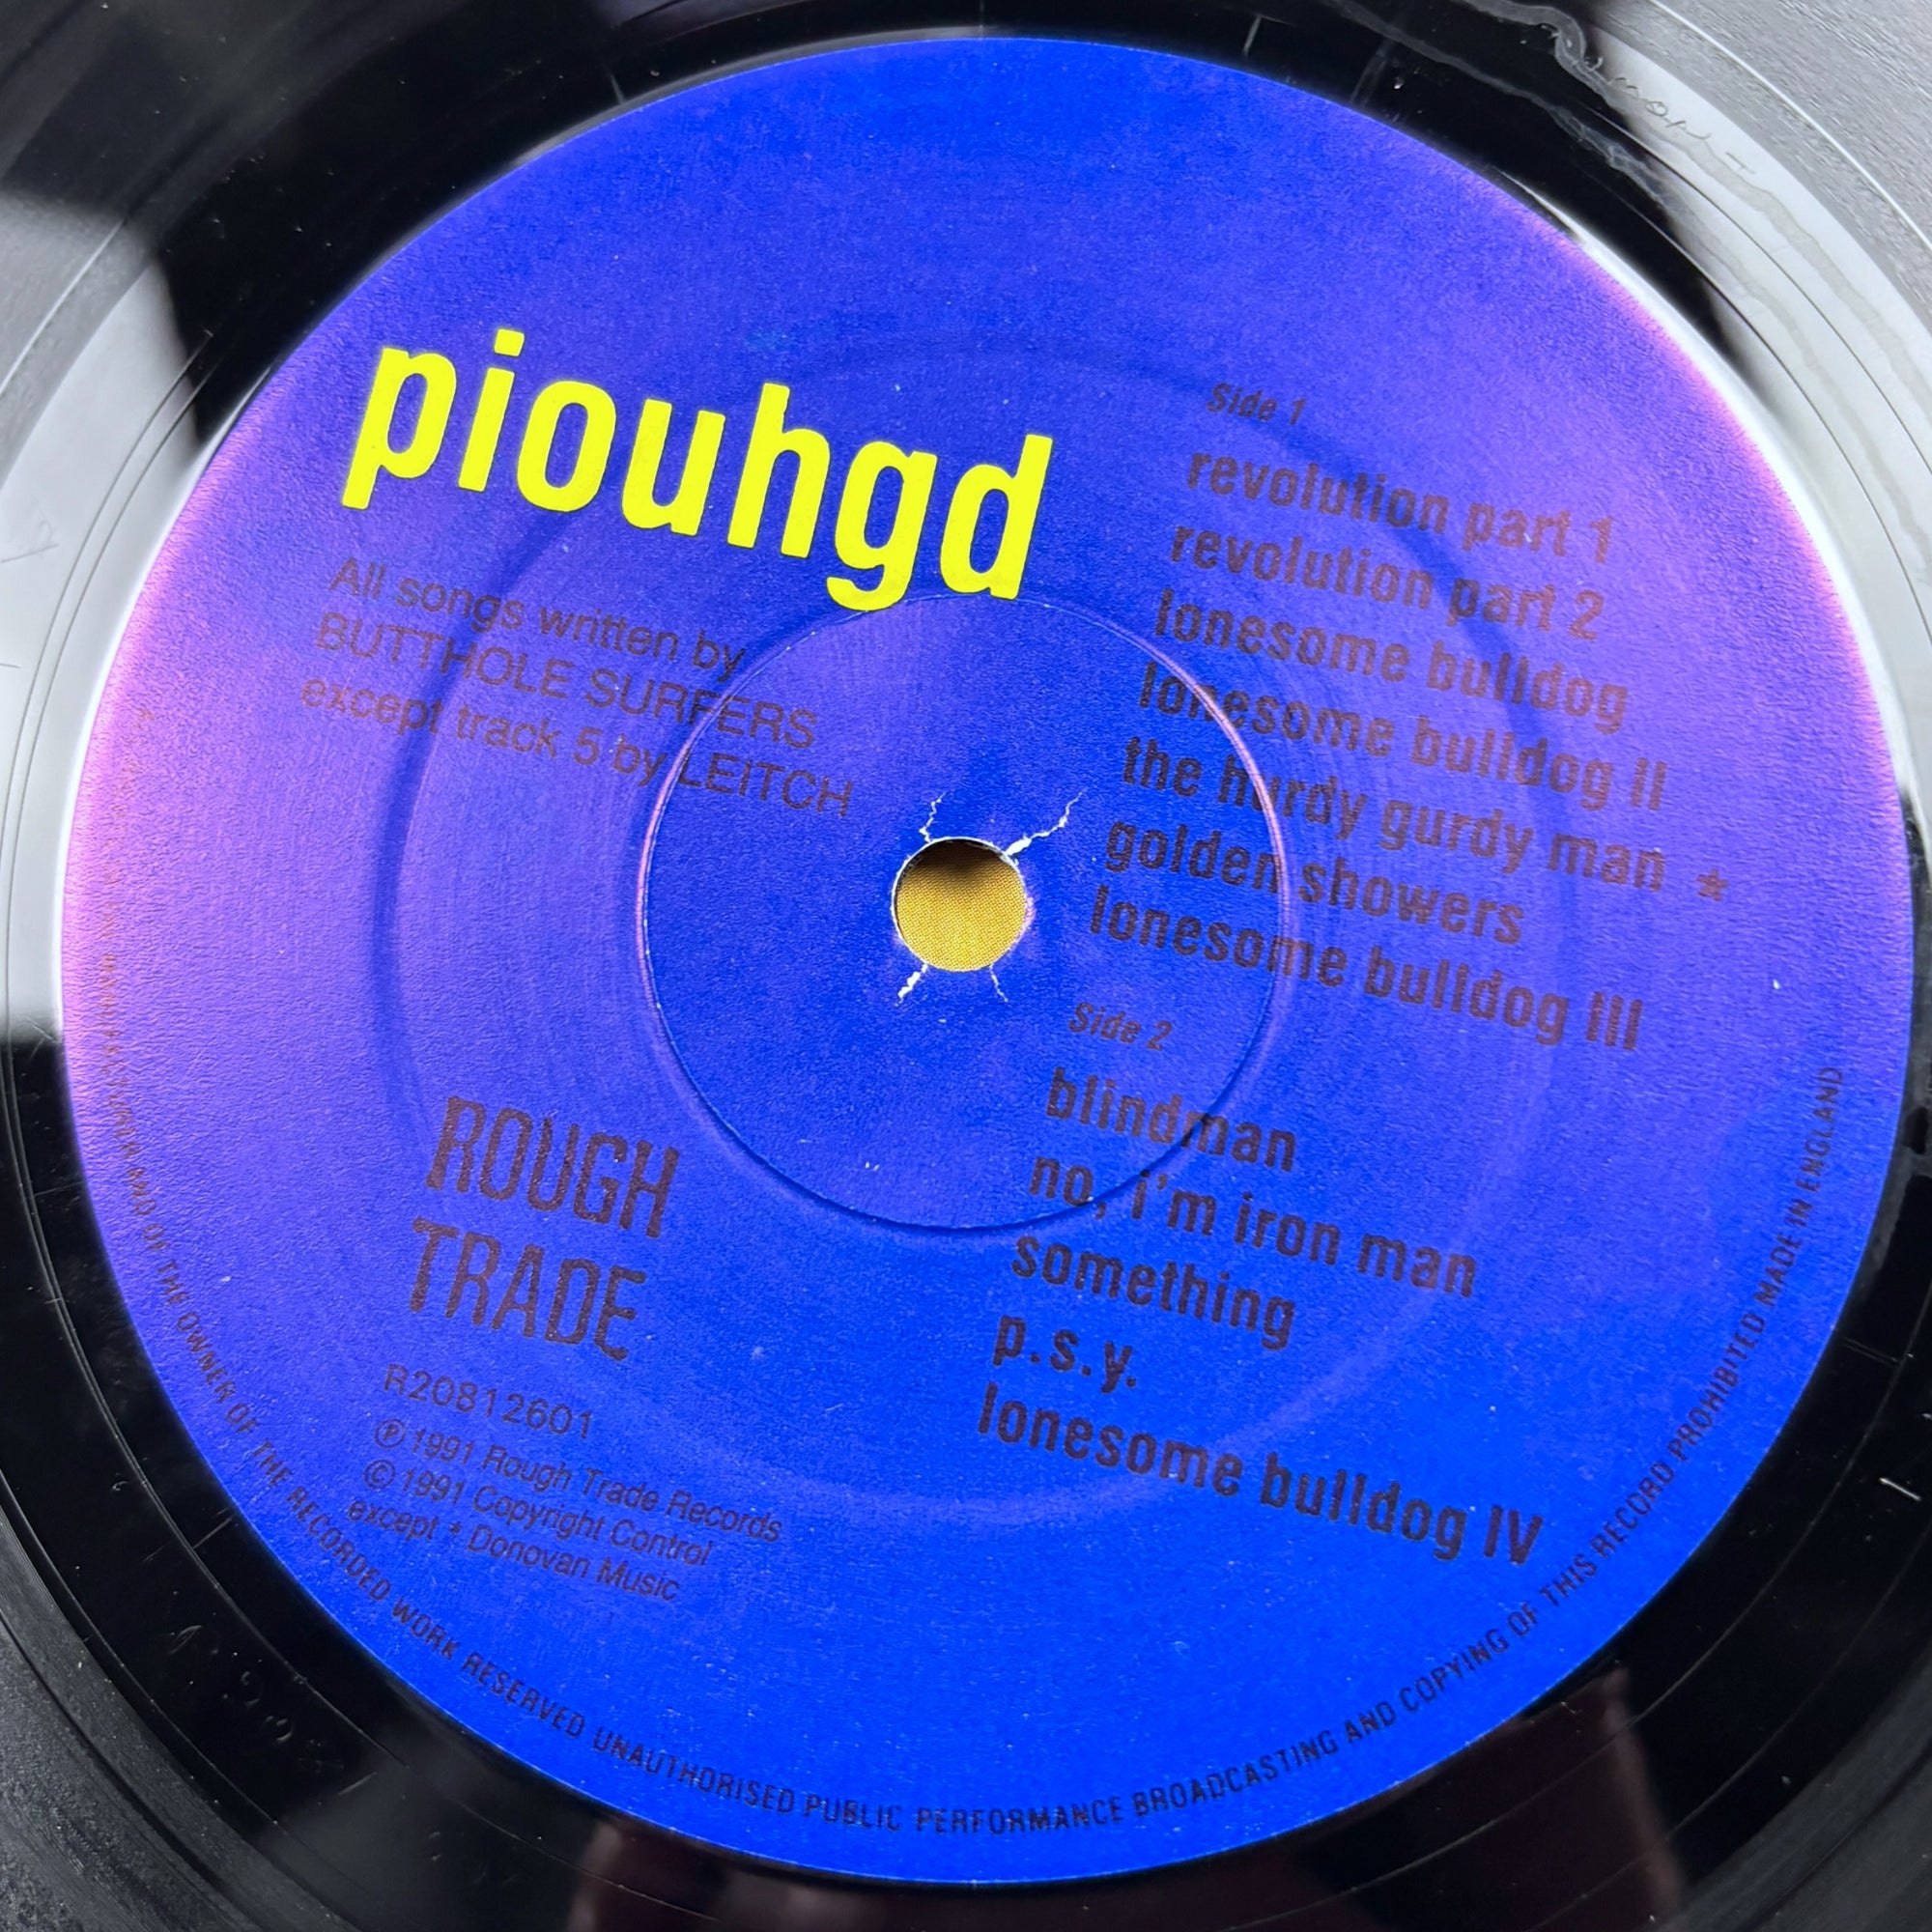 piouhgd
All songs written by
BUTTHOLE SURFERS
except track 5 by LEITCH
Side 1
revolution part 1
revolution part 2
lonesome bulldog
lonesome bulldog II
the hurdy gurdy man *
golden showers
lonesome bulldog III
Side 2
blindman
no, i'm iron man
something
p.s.y.
lonesome bulldog IV
ROUGH
TRADE
R20812601
℗ 1991 Rough Trade Records
© 1991 Copyright Control
except * Donovan Music
AND OF THE OWNER OF THE RECORDED WORK RESERVED UNAUTHORISED PUBLIC PERFORMANCE BROADCASTING AND COPYING OF THIS RECORD PROHIBITED MADE IN ENGLAND